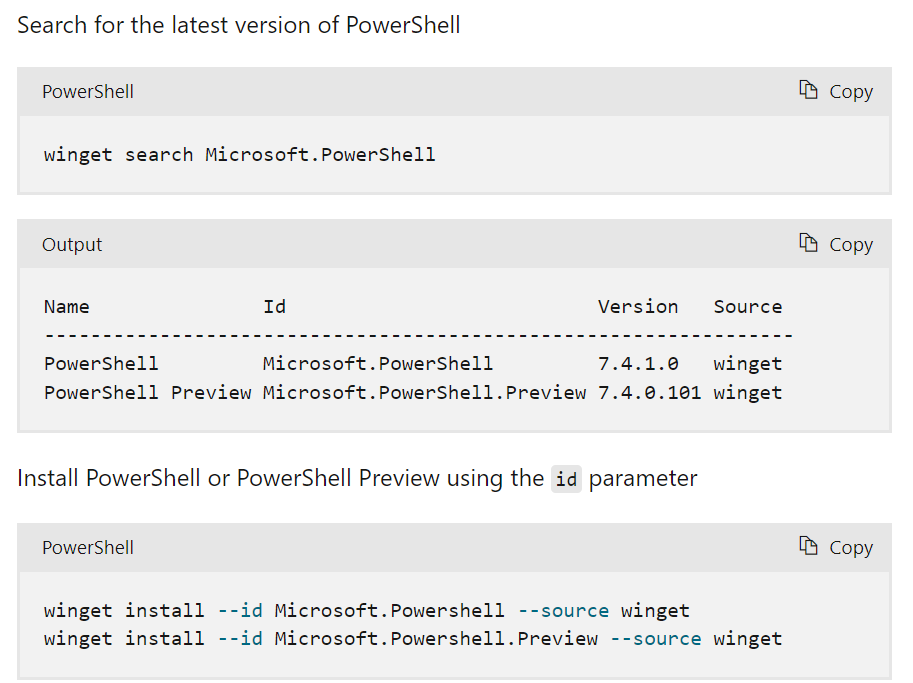 Search for the latest version of PowerShell
PowerShell Copy
winget search Microsoft.PowerShell
Output Copy
Name               Id                           Version   Source
-----------------------------------------------------------------
PowerShell         Microsoft.PowerShell         7.4.1.0   winget
PowerShell Preview Microsoft.PowerShell.Preview 7.4.0.101 winget
Install PowerShell or PowerShell Preview using the id parameter
PowerShell Copy
winget install --id Microsoft.Powershell --source winget
winget install --id Microsoft.Powershell.Preview --source winget